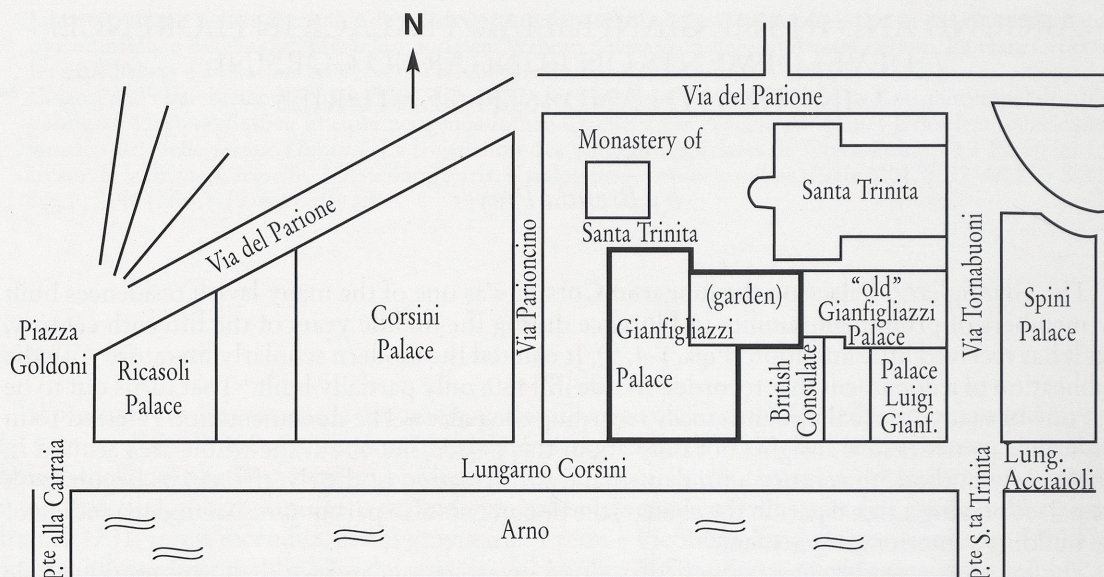 N
Via del Parione
Monastery of
Santa Trinita
Santa Trinita
Via del Parione
Via Parioncino
Via Tornabuoni
(garden)
"old"
Gianfigliazzi
Palace
Gianfigliazzi
Palace
Spini
Palace
Piazza
Goldoni
Ricasoli
Palace
Corsini
Palace
British
Consulate
Palace
Luigi
Gianf.
Lungarno Corsini
Lung.
Acciaioli
P.te alla Carraia
Arno
P.te S.ta Trinita